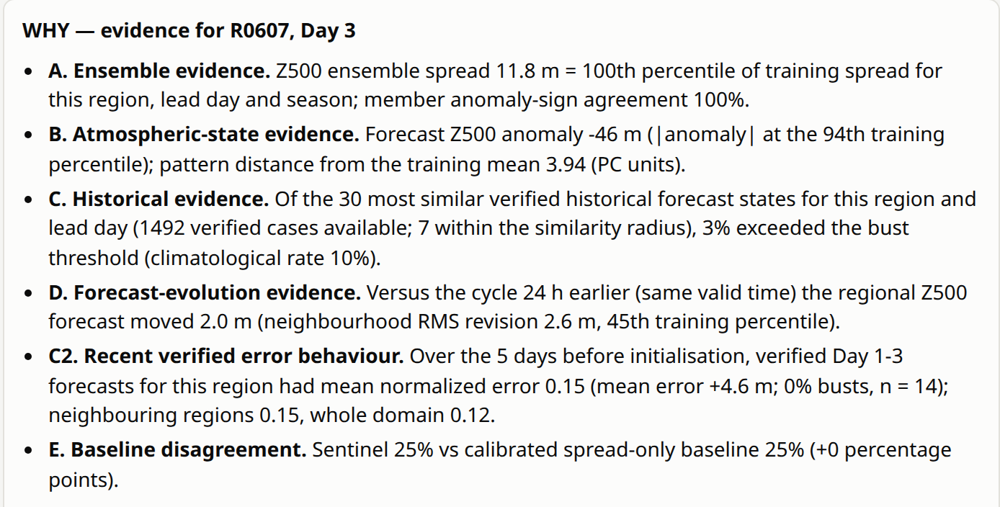 WHY — evidence for R0607, Day 3
• A. Ensemble evidence. Z500 ensemble spread 11.8 m = 100th percentile of training spread for
this region, lead day and season; member anomaly-sign agreement 100%.
• B. Atmospheric-state evidence. Forecast Z500 anomaly -46 m (|anomaly| at the 94th training
percentile); pattern distance from the training mean 3.94 (PC units).
• C. Historical evidence. Of the 30 most similar verified historical forecast states for this region and
lead day (1492 verified cases available; 7 within the similarity radius), 3% exceeded the bust
threshold (climatological rate 10%).
• D. Forecast-evolution evidence. Versus the cycle 24 h earlier (same valid time) the regional Z500
forecast moved 2.0 m (neighbourhood RMS revision 2.6 m, 45th training percentile).
• C2. Recent verified error behaviour. Over the 5 days before initialisation, verified Day 1-3
forecasts for this region had mean normalized error 0.15 (mean error +4.6 m; 0% busts, n = 14);
neighbouring regions 0.15, whole domain 0.12.
• E. Baseline disagreement. Sentinel 25% vs calibrated spread-only baseline 25% (+0 percentage
points).